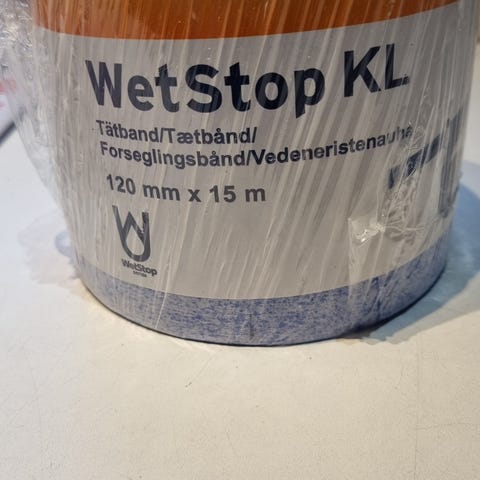 WetStop KL
Tätband/Tætbånd/
Forseglingsbånd/Vedeneristenauha
120 mm x 15 m
WetStop